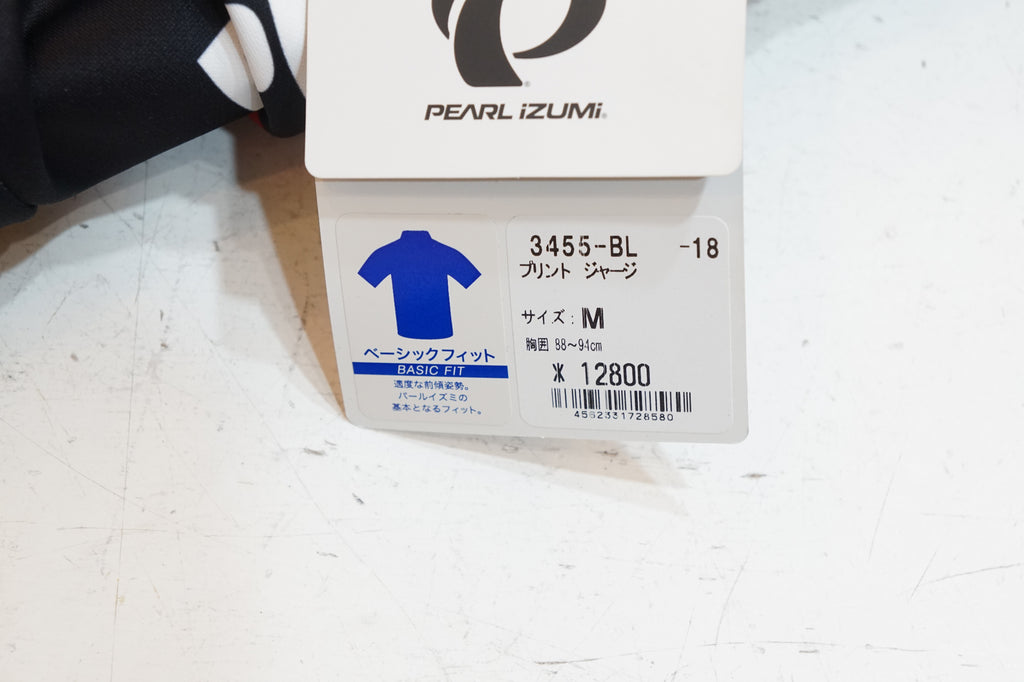 PEARL iZUMi®
3455-BL -18
プリント ジャージ
サイズ: M
胸囲 88～94cm
¥ 12800
4562331728580
ベーシックフィット
BASIC FIT
適度な前傾姿勢。
パールイズミの
基本となるフィット。